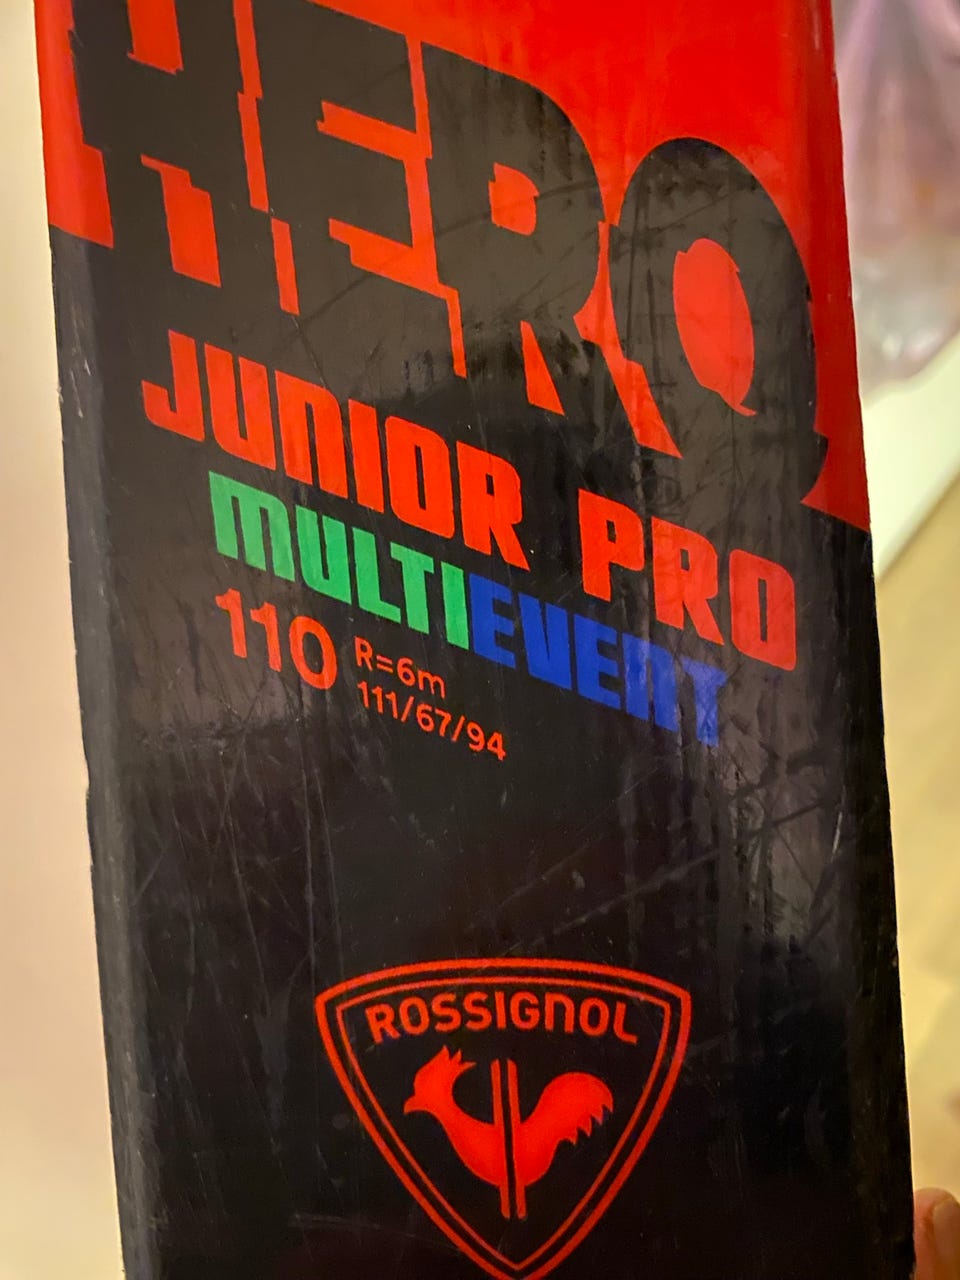 HERO
JUNIOR PRO
MULTIEVENT
110 R=6m
111/67/94
ROSSIGNOL